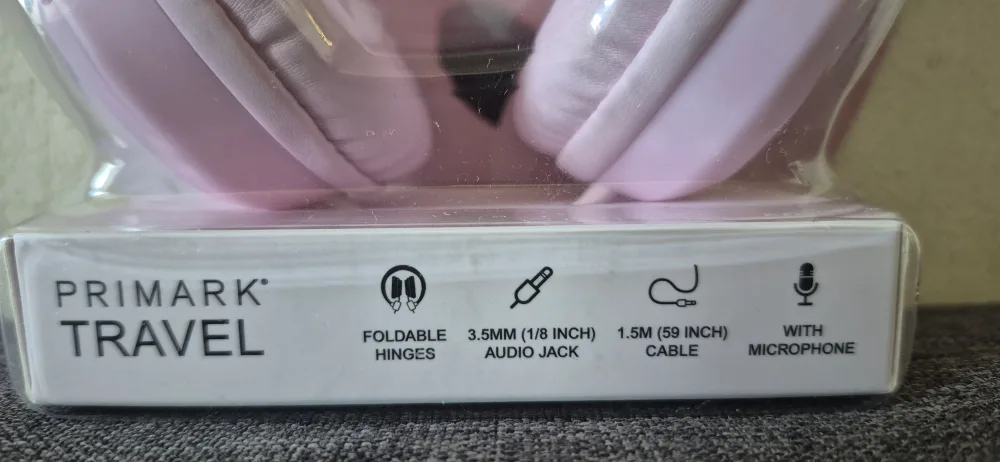 PRIMARK®
TRAVEL
FOLDABLE
HINGES
3.5MM (1/8 INCH)
AUDIO JACK
1.5M (59 INCH)
CABLE
WITH
MICROPHONE